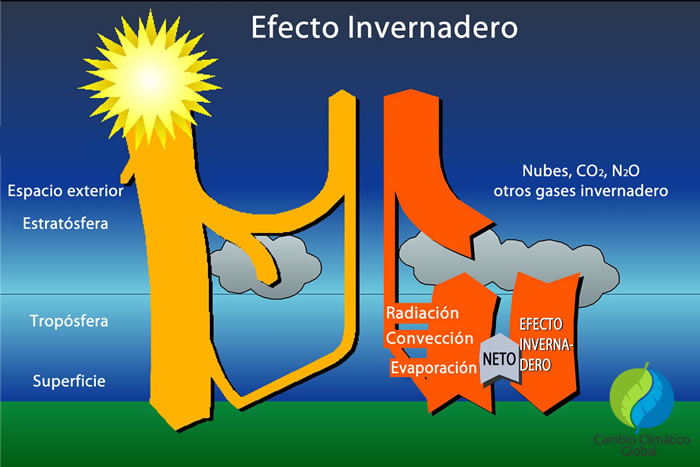 Efecto Invernadero
Nubes, CO₂, N₂O
otros gases invernadero
Espacio exterior
Estratósfera
Tropósfera
Superficie
Radiación
Convección
Evaporación
NETO
EFECTO
INVERNA-
DERO
Cambio Climático
Global